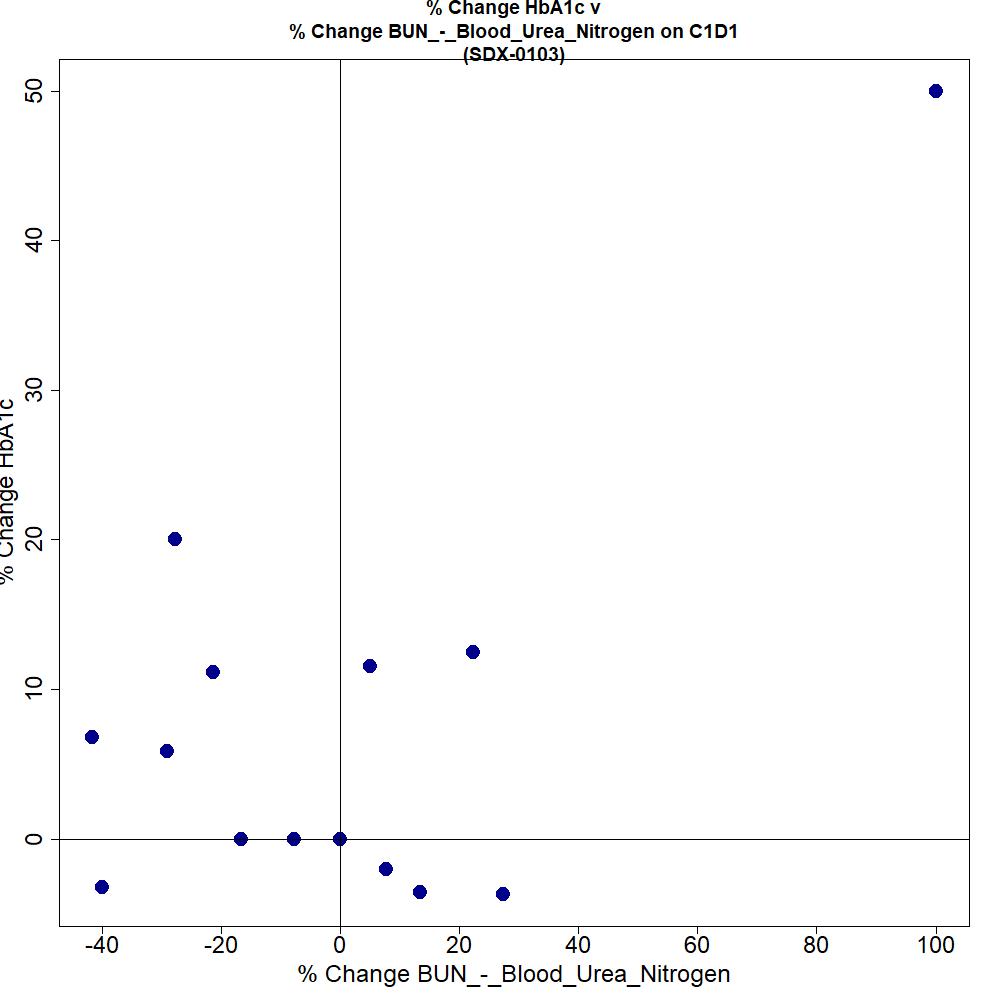 % Change HbA1c v
% Change BUN_-_Blood_Urea_Nitrogen on C1D1
(SDX-0103)
50
40
30
20
10
0
% Change HbA1c
-40 -20 0 20 40 60 80 100
% Change BUN_-_Blood_Urea_Nitrogen